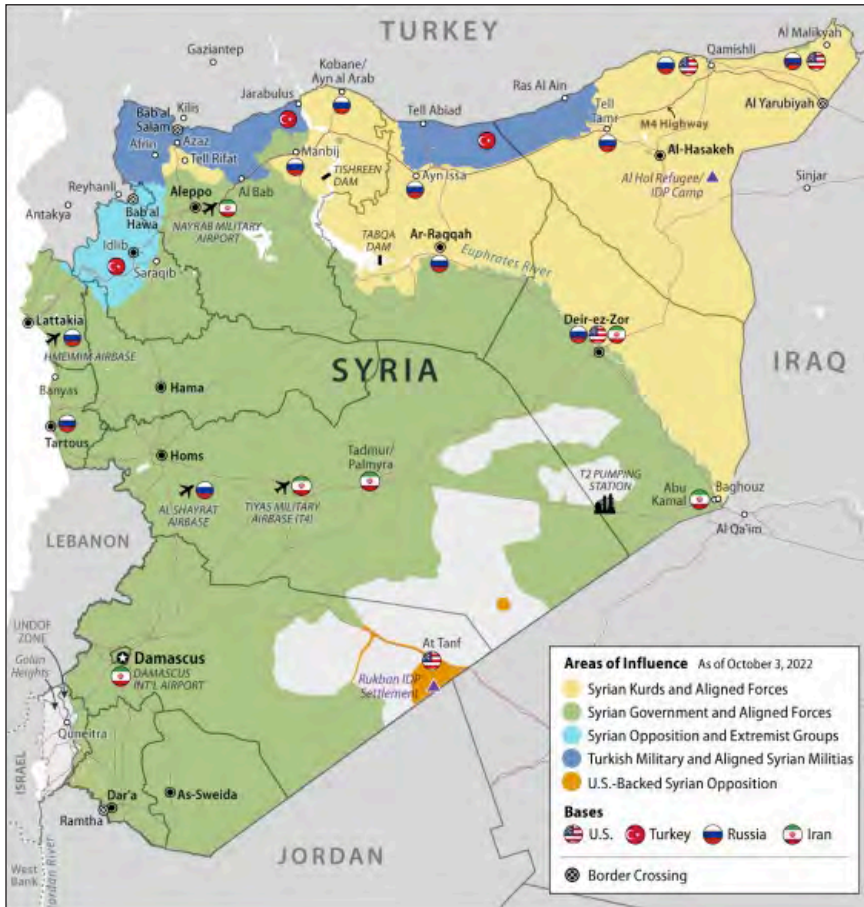 TURKEY
Gaziantep
Al Malikyah
Kobane/
Ayn al Arab
Qamishli
Jarabulus
Ras Al Ain
Kilis
Bab'al
Salam
Tell Abiad
Tell
Tamr
Al Yarubiyah
M4 Highway
Azaz
Afrin
Tell Rifat
Manbij
Al-Hasakeh
TISHREEN
DAM
Ayn Issa
Al Hol Refugee/
IDP Camp
Sinjar
Reyhanli
Al Bab
Aleppo
Antakya
Bab'al
Hawa
NAYRAB MILITARY
AIRPORT
Idlib
TABQA
DAM
Ar-Raqqah
Euphrates River
Saraqib
Lattakia
Deir-ez-Zor
HMEIMIM AIRBASE
SYRIA
IRAQ
Banyas
Hama
Tartous
Homs
Tadmur/
Palmyra
T2 PUMPING
STATION
Abu
Kamal
Baghouz
AL SHAYRAT
AIRBASE
TIYAS MILITARY
AIRBASE (T4)
Al Qa'im
LEBANON
UNDOF
ZONE
Golan
Heights
Damascus
DAMASCUS
INT'L AIRPORT
At Tanf
Rukban IDP
Settlement
Quneitra
ISRAEL
Dar'a
As-Sweida
Ramtha
JORDAN
West
Bank
Jordan River
Areas of Influence As of October 3, 2022
Syrian Kurds and Aligned Forces
Syrian Government and Aligned Forces
Syrian Opposition and Extremist Groups
Turkish Military and Aligned Syrian Militias
U.S.-Backed Syrian Opposition
Bases
U.S. Turkey Russia Iran
Border Crossing